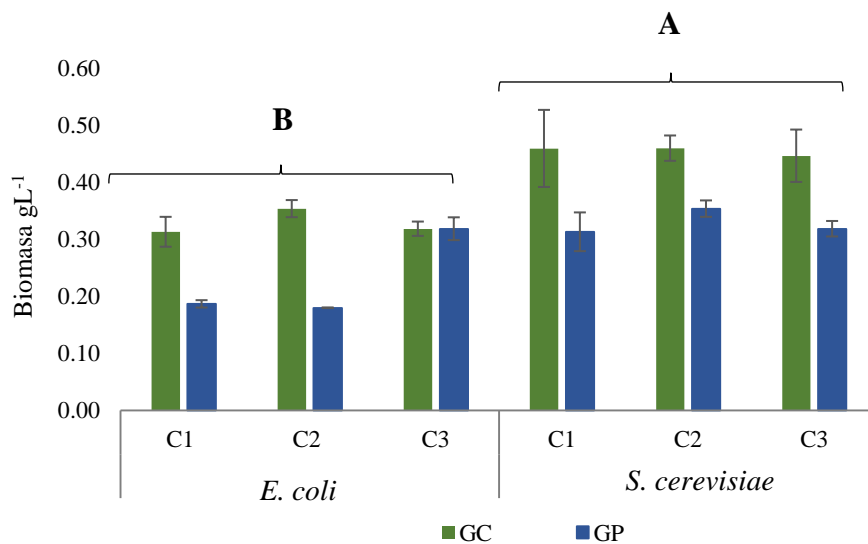 A
B
Biomasa gL-1
0.60
0.50
0.40
0.30
0.20
0.10
0.00
C1 C2 C3 C1 C2 C3
E. coli S. cerevisiae
GC GP